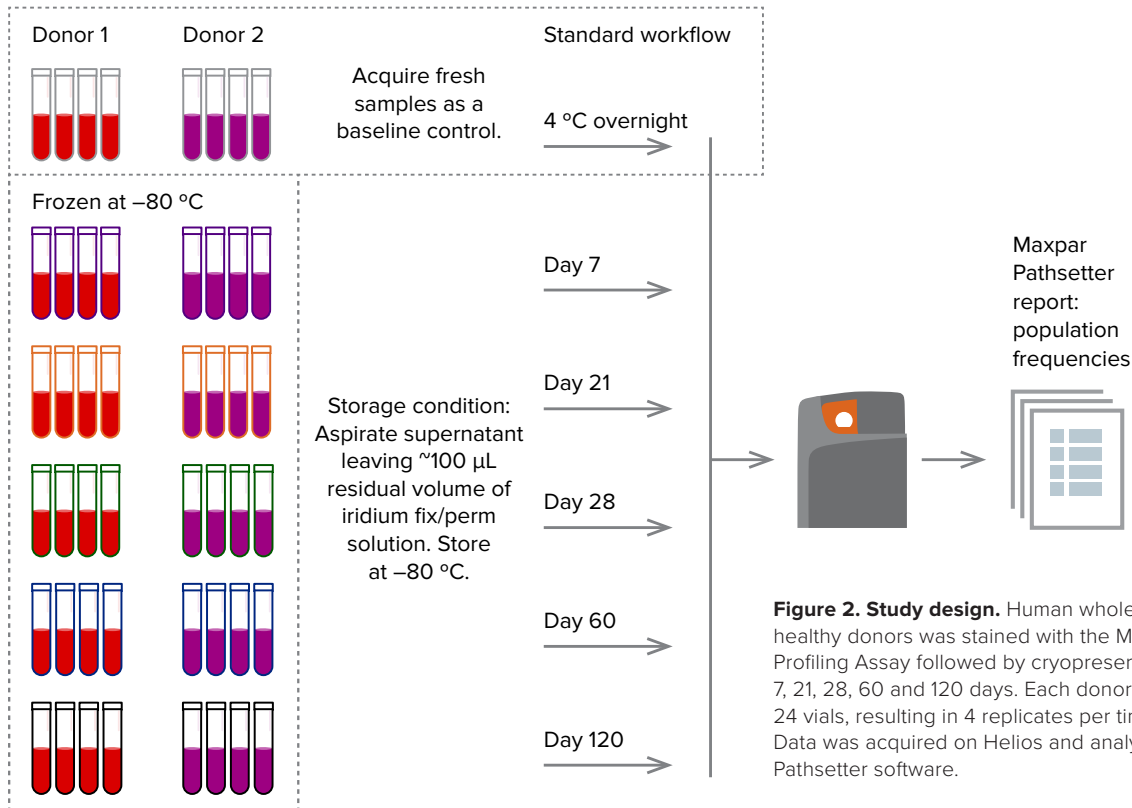 Donor 1
Donor 2
Standard workflow
Acquire fresh
samples as a
baseline control.
4 ºC overnight
Frozen at –80 ºC
Day 7
Day 21
Day 28
Day 60
Day 120
Storage condition:
Aspirate supernatant
leaving ~100 µL
residual volume of
iridium fix/perm
solution. Store
at –80 ºC.
Maxpar
Pathsetter
report:
population
frequencies
Figure 2. Study design. Human whole
healthy donors was stained with the M
Profiling Assay followed by cryopreser
7, 21, 28, 60 and 120 days. Each donor
24 vials, resulting in 4 replicates per tim
Data was acquired on Helios and analy
Pathsetter software.